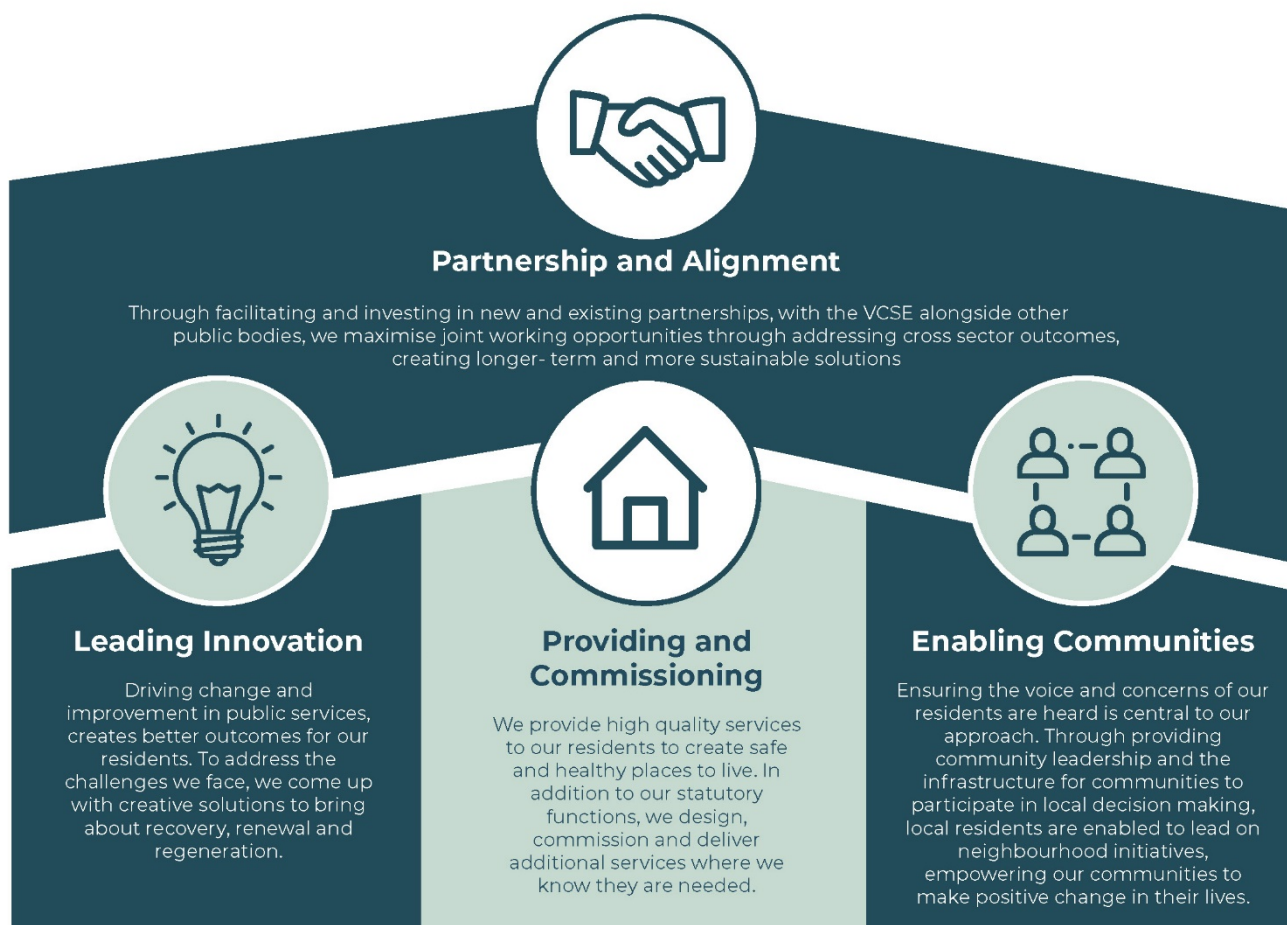 Partnership and Alignment
Through facilitating and investing in new and existing partnerships, with the VCSE alongside other
public bodies, we maximise joint working opportunities through addressing cross sector outcomes,
creating longer- term and more sustainable solutions
Leading Innovation
Driving change and
improvement in public services,
creates better outcomes for our
residents. To address the
challenges we face, we come up
with creative solutions to bring
about recovery, renewal and
regeneration.
Providing and
Commissioning
We provide high quality services
to our residents to create safe
and healthy places to live. In
addition to our statutory
functions, we design,
commission and deliver
additional services where we
know they are needed.
Enabling Communities
Ensuring the voice and concerns of our
residents are heard is central to our
approach. Through providing
community leadership and the
infrastructure for communities to
participate in local decision making,
local residents are enabled to lead on
neighbourhood initiatives,
empowering our communities to
make positive change in their lives.